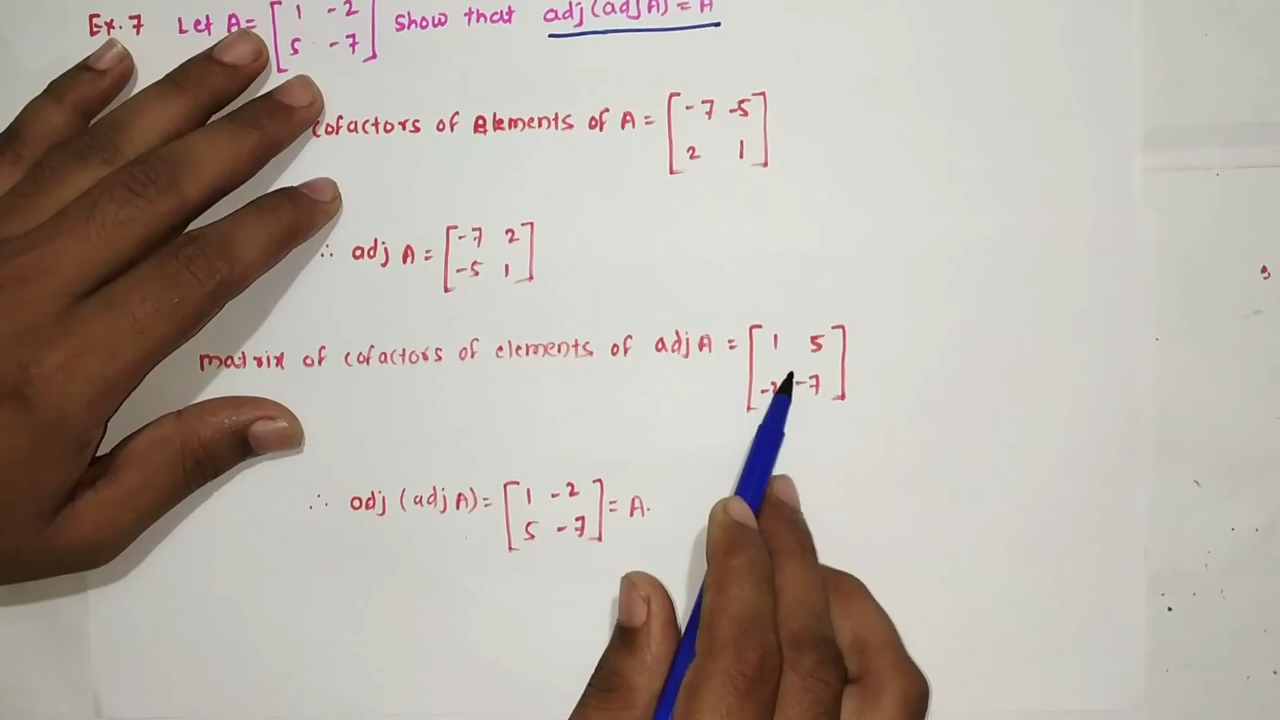 Ex.7 Let A = [ 1 -2
5 -7 ] show that adj (adj A) = A
cofactors of Elements of A = [ -7 -5
2 1 ]
∴ adj A = [ -7 2
-5 1 ]
matrix of cofactors of elements of adj A = [ 1 5
-2 -7 ]
∴ adj (adj A) = [ 1 -2
5 -7 ] = A.